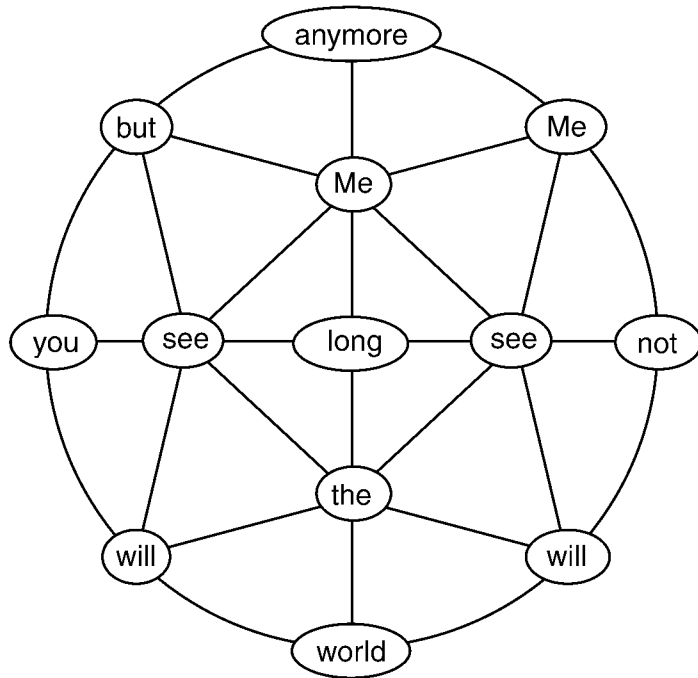 anymore
but Me
Me
you see long see not
the
will will
world